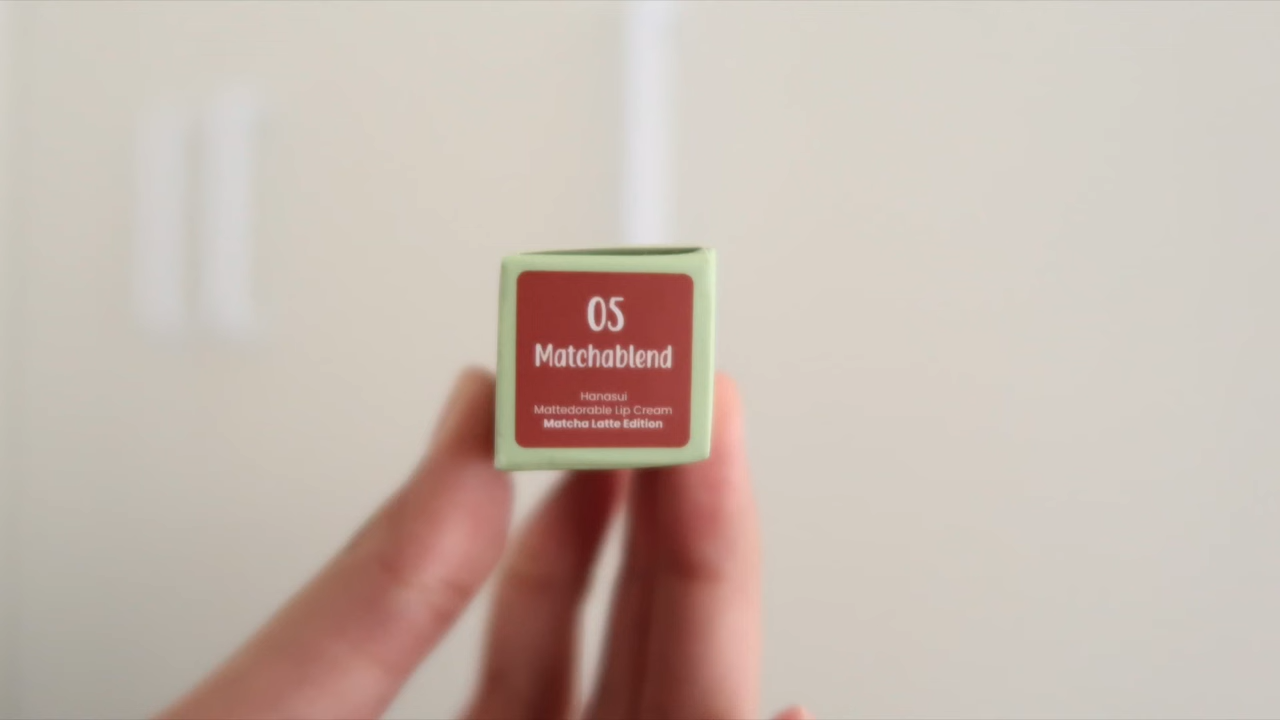 05
Matchablend
Hanasui
Mattedorable Lip Cream
Matcha Latte Edition